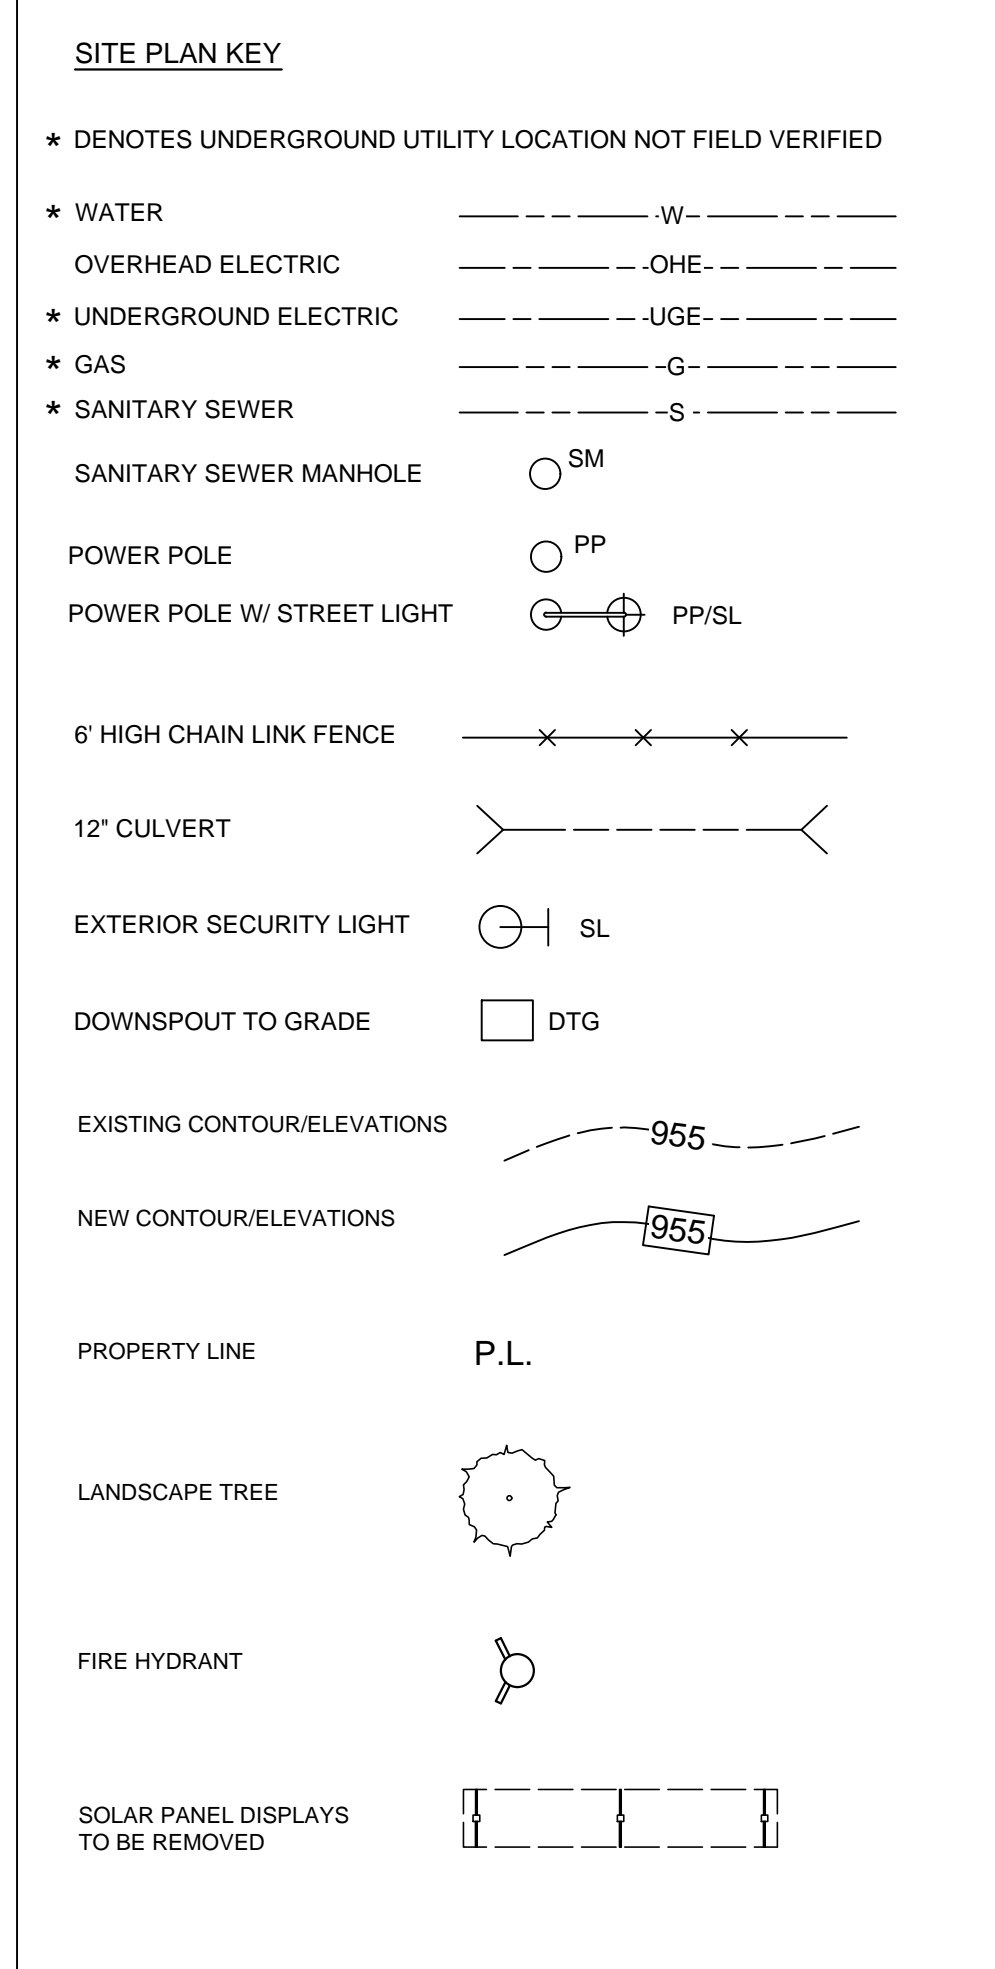 SITE PLAN KEY
* DENOTES UNDERGROUND UTILITY LOCATION NOT FIELD VERIFIED
* WATER W
OVERHEAD ELECTRIC OHE
* UNDERGROUND ELECTRIC UGE
* GAS G
* SANITARY SEWER S
SANITARY SEWER MANHOLE SM
POWER POLE PP
POWER POLE W/ STREET LIGHT PP/SL
6' HIGH CHAIN LINK FENCE
12" CULVERT
EXTERIOR SECURITY LIGHT SL
DOWNSPOUT TO GRADE DTG
EXISTING CONTOUR/ELEVATIONS 955
NEW CONTOUR/ELEVATIONS 955
PROPERTY LINE P.L.
LANDSCAPE TREE
FIRE HYDRANT
SOLAR PANEL DISPLAYS
TO BE REMOVED